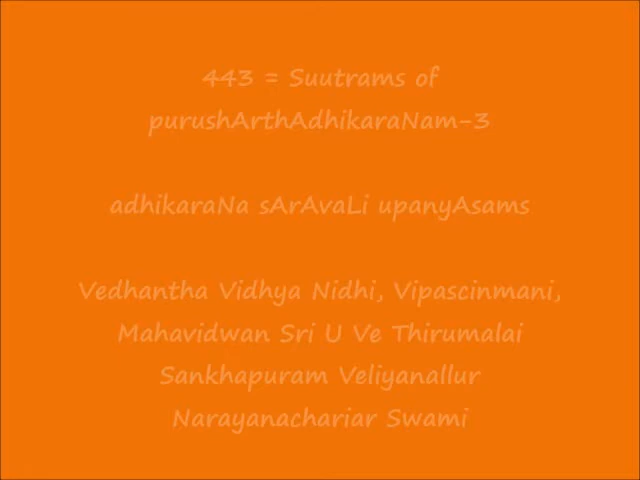 443 = Suutrams of
purushArthAdhikaraNam-3
adhikaraNa sArAvaLi upanyAsams
Vedhantha Vidhya Nidhi, Vipascinmani,
Mahavidwan Sri U Ve Thirumalai
Sankhapuram Veliyanallur
Narayanachariar Swami